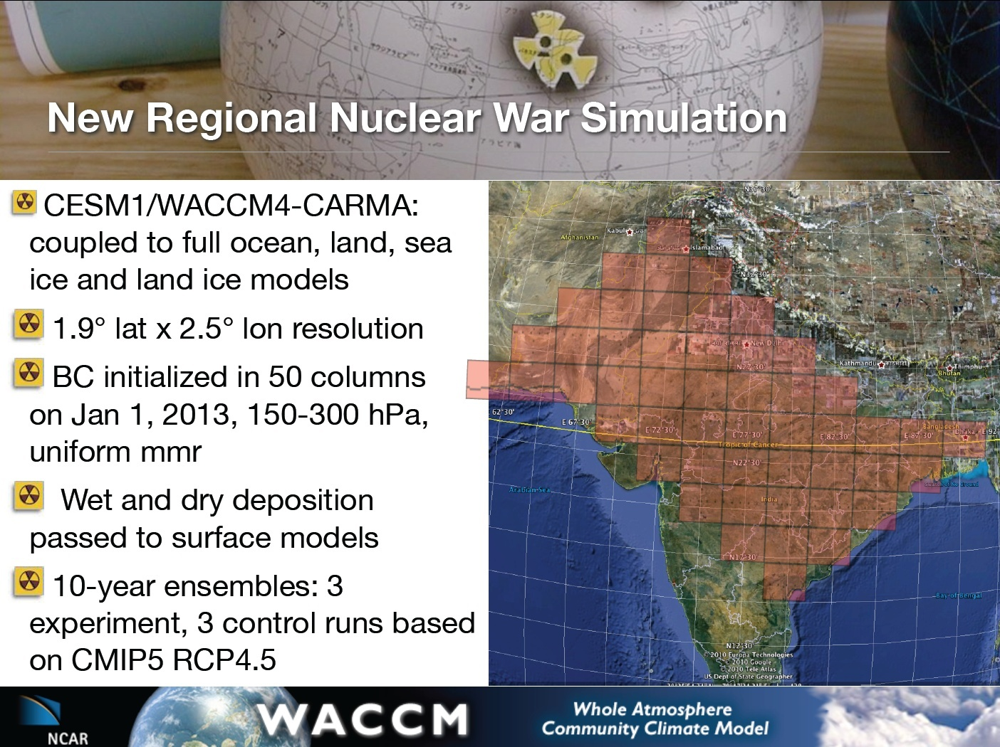 New Regional Nuclear War Simulation
CESM1/WACCM4-CARMA:
coupled to full ocean, land, sea
ice and land ice models
1.9° lat x 2.5° lon resolution
BC initialized in 50 columns
on Jan 1, 2013, 150-300 hPa,
uniform mmr
Wet and dry deposition
passed to surface models
10-year ensembles: 3
experiment, 3 control runs based
on CMIP5 RCP4.5
N37°30'
Kabul
Afghanistan
Islamabad
N32°30'
New Delhi
N27°30'
Kathmandu
Thimphu
Bhutan
62°30'
E 67°30'
E 72°30'
E 77°30'
E 82°30'
E 87°30'
Bangladesh
Dhaka
E 92°
Tropic of Cancer
N22°30'
Arabian Sea
India
N17°30'
Bay of Bengal
N12°30'
© 2010 Europa Technologies
© 2010 Google
© 2010 Tele Atlas
US Dept of State Geographer
NCAR
WACCM
Whole Atmosphere
Community Climate Model